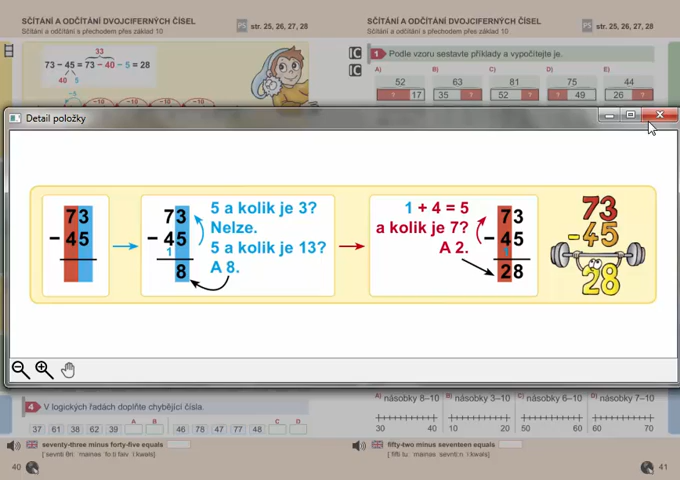 SČÍTÁNÍ A ODČÍTÁNÍ DVOJCIFERNÝCH ČÍSEL
Sčítání a odčítání s přechodem přes základ 10
str. 25, 26, 27, 28
SČÍTÁNÍ A ODČÍTÁNÍ DVOJCIFERNÝCH ČÍSEL
Sčítání a odčítání s přechodem přes základ 10
str. 25, 26, 27, 28
33
73 – 45 = 73 – 40 – 5 = 28
40 5
–5 –10 –10 –10 –10
1 Podle vzoru sestavte příklady a vypočítejte je.
A) B) C) D) E)
52 63 81 75 44
? 17 35 ? 52 ? ? 49 26 ?
Detail položky
73
– 45
73
– 45
1
8
5 a kolik je 3?
Nelze.
5 a kolik je 13?
A 8.
1 + 4 = 5
a kolik je 7?
A 2.
73
– 45
28
73
- 45
28
4 V logických řadách doplňte chybějící čísla.
A B C D
37 61 38 62 39 46 78 47 77 48
A) násobky 8–10 B) násobky 3–10 C) násobky 6–10 D) násobky 7–10
30 40 10 20 50 60 60 70
seventy-three minus forty-five equals
fifty-two minus seventeen equals
40
41